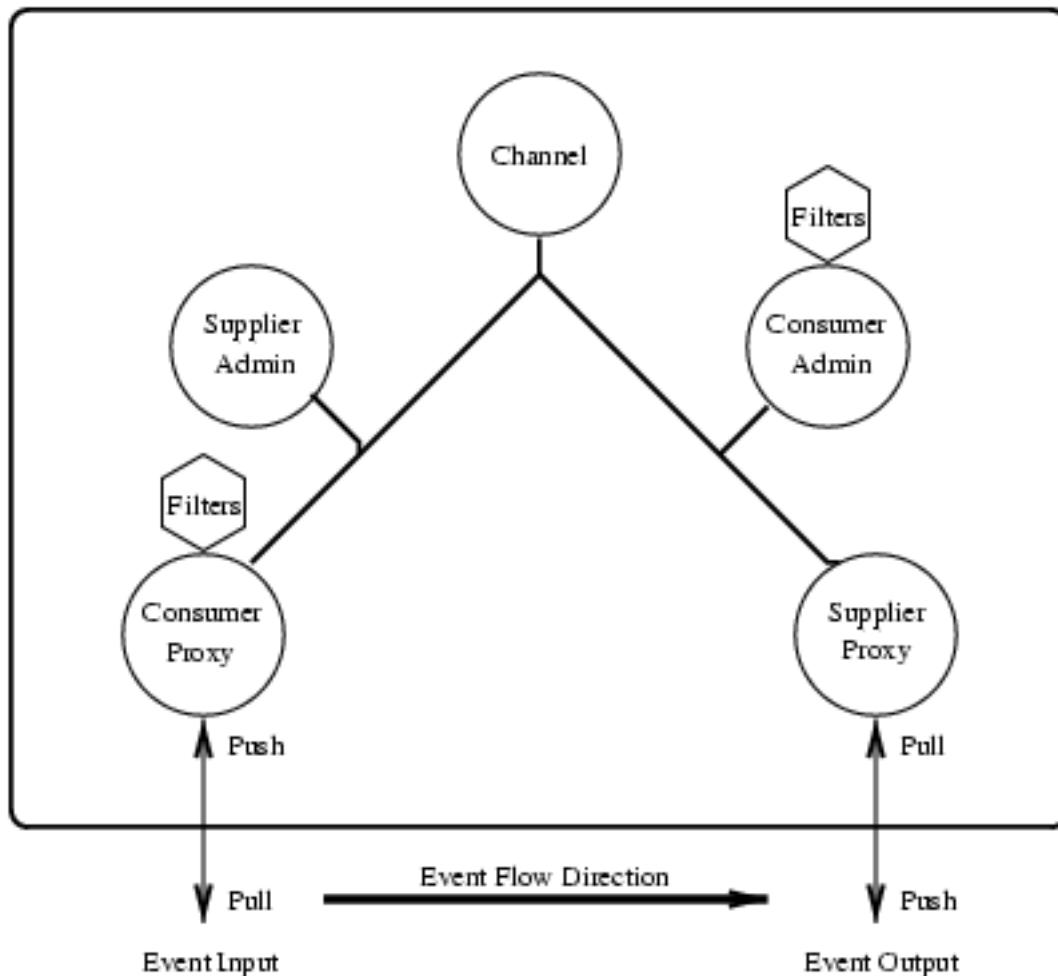 Channel
Filters
Supplier
Admin
Consumer
Admin
Filters
Consumer
Proxy
Supplier
Proxy
Push
Pull
Event Flow Direction
Pull
Push
Event Input
Event Output